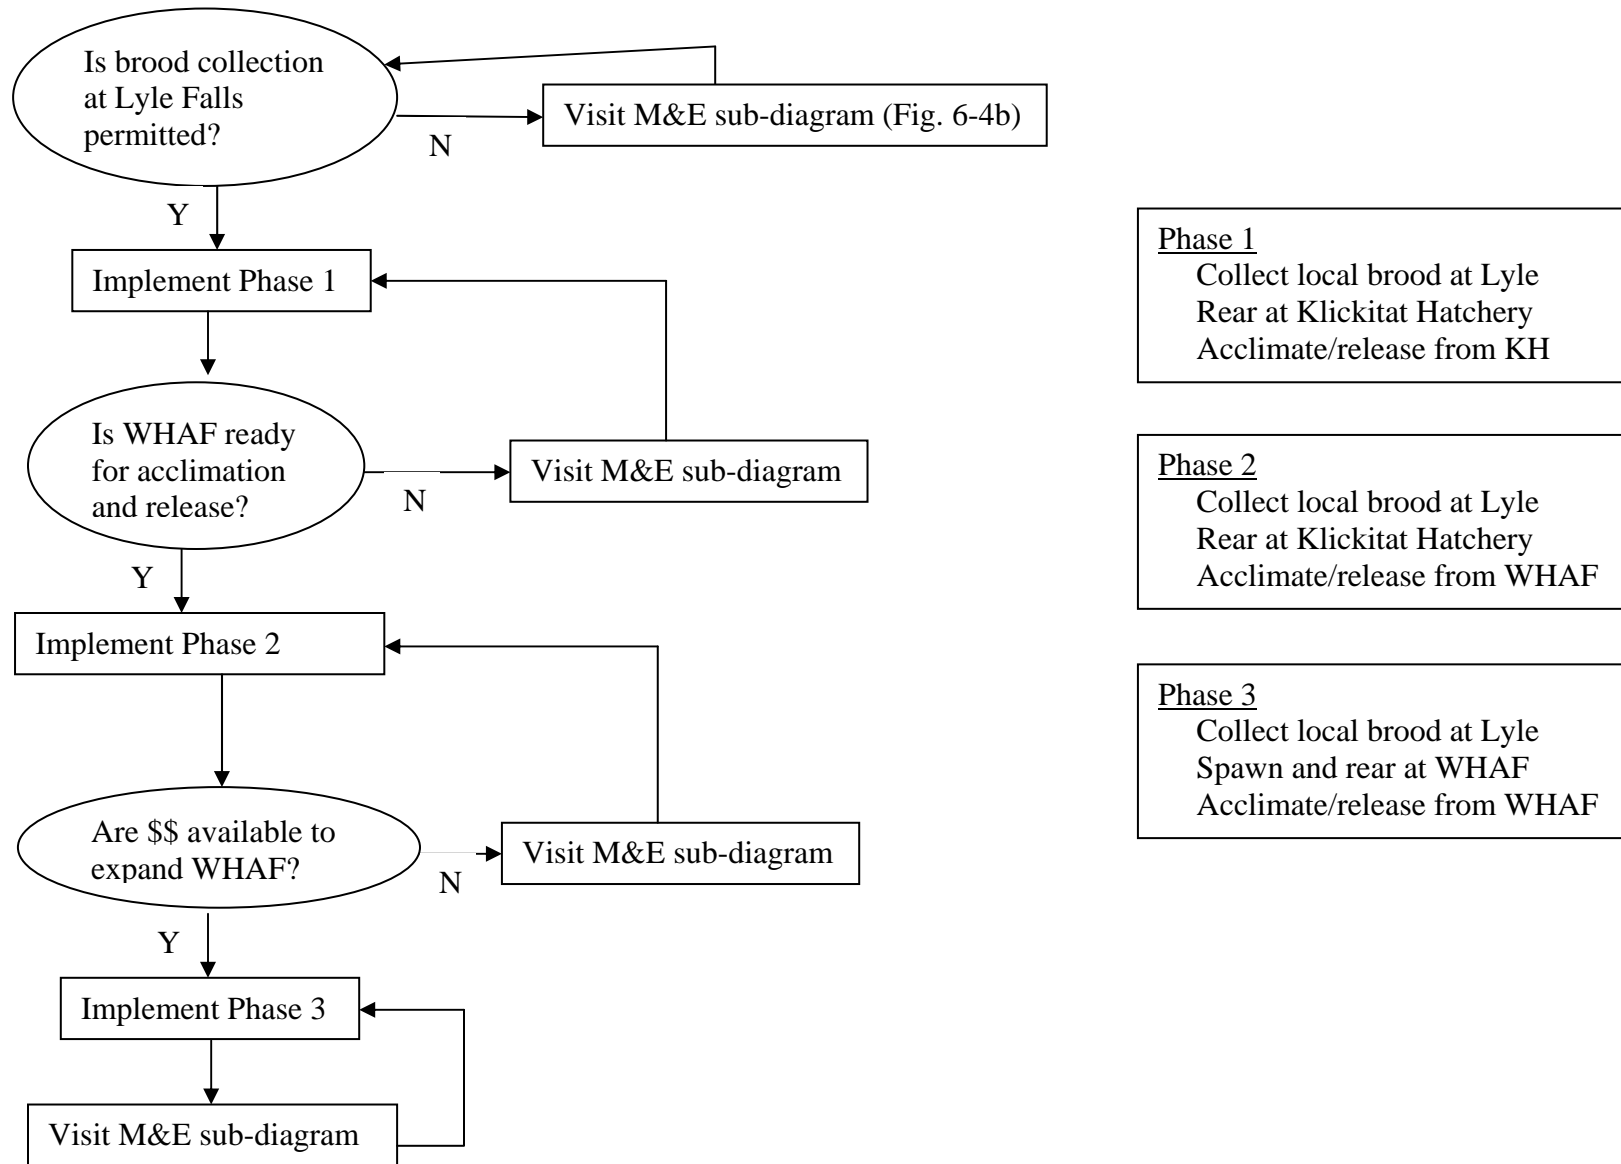 Is brood collection
at Lyle Falls
permitted?
Visit M&E sub-diagram (Fig. 6-4b)
N
Y
Implement Phase 1
Is WHAF ready
for acclimation
and release?
Visit M&E sub-diagram
N
Y
Implement Phase 2
Are $$ available to
expand WHAF?
Visit M&E sub-diagram
N
Y
Implement Phase 3
Visit M&E sub-diagram
Phase 1
Collect local brood at Lyle
Rear at Klickitat Hatchery
Acclimate/release from KH
Phase 2
Collect local brood at Lyle
Rear at Klickitat Hatchery
Acclimate/release from WHAF
Phase 3
Collect local brood at Lyle
Spawn and rear at WHAF
Acclimate/release from WHAF